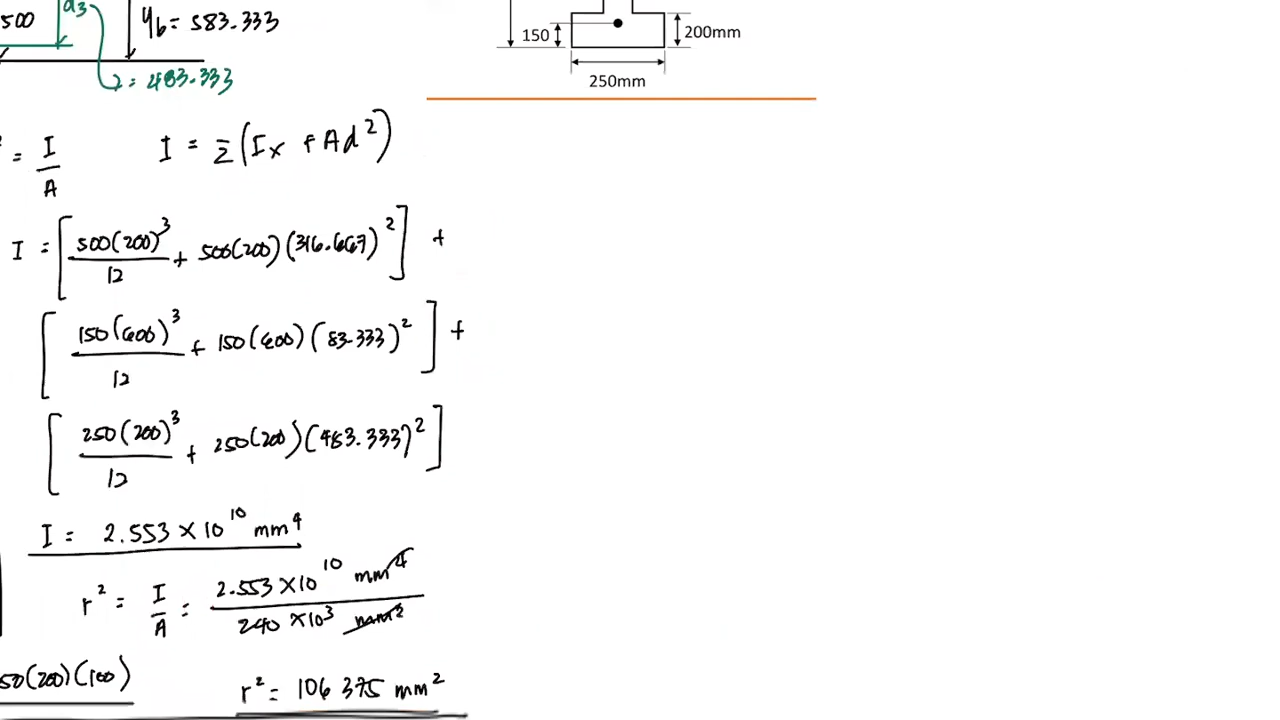 500 d3 yb = 583.333
= 483.333
150 200mm
250mm
= I/A I = Σ(Ix + Ad²)
I = [500(200)³/12 + 500(200)(316.667)²] +
[150(600)³/12 + 150(600)(83.333)²] +
[250(200)³/12 + 250(200)(483.333)²]
I = 2.553 × 10¹⁰ mm⁴
r² = I/A = 2.553 × 10¹⁰ mm⁴ / 240 × 10³ mm²
50(200)(100)
r² = 106 375 mm²